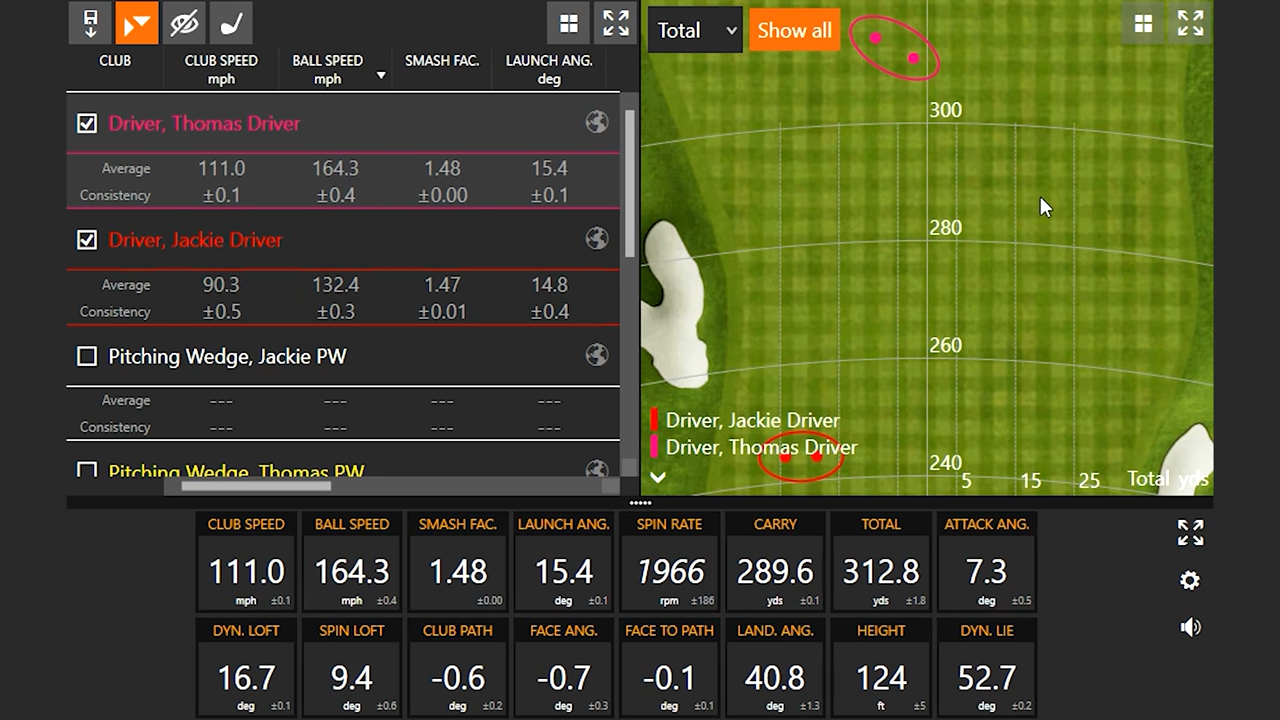 CLUB CLUB SPEED BALL SPEED SMASH FAC. LAUNCH ANG.
mph mph deg
Driver, Thomas Driver
Average 111.0 164.3 1.48 15.4
Consistency ±0.1 ±0.4 ±0.00 ±0.1
Driver, Jackie Driver
Average 90.3 132.4 1.47 14.8
Consistency ±0.5 ±0.3 ±0.01 ±0.4
Pitching Wedge, Jackie PW
Average --- --- --- ---
Consistency --- --- --- ---
Pitching Wedge, Thomas PW
Total Show all
300
280
260
Driver, Jackie Driver
Driver, Thomas Driver
240
5 15 25 Total yds
CLUB SPEED BALL SPEED SMASH FAC. LAUNCH ANG. SPIN RATE CARRY TOTAL ATTACK ANG.
111.0 164.3 1.48 15.4 1966 289.6 312.8 7.3
mph ±0.1 mph ±0.4 ±0.00 deg ±0.1 rpm ±186 yds ±0.1 yds ±1.8 deg ±0.5
DYN. LOFT SPIN LOFT CLUB PATH FACE ANG. FACE TO PATH LAND. ANG. HEIGHT DYN. LIE
16.7 9.4 -0.6 -0.7 -0.1 40.8 124 52.7
deg ±0.1 deg ±0.6 deg ±0.2 deg ±0.3 deg ±0.1 deg ±1.3 ft ±5 deg ±0.2